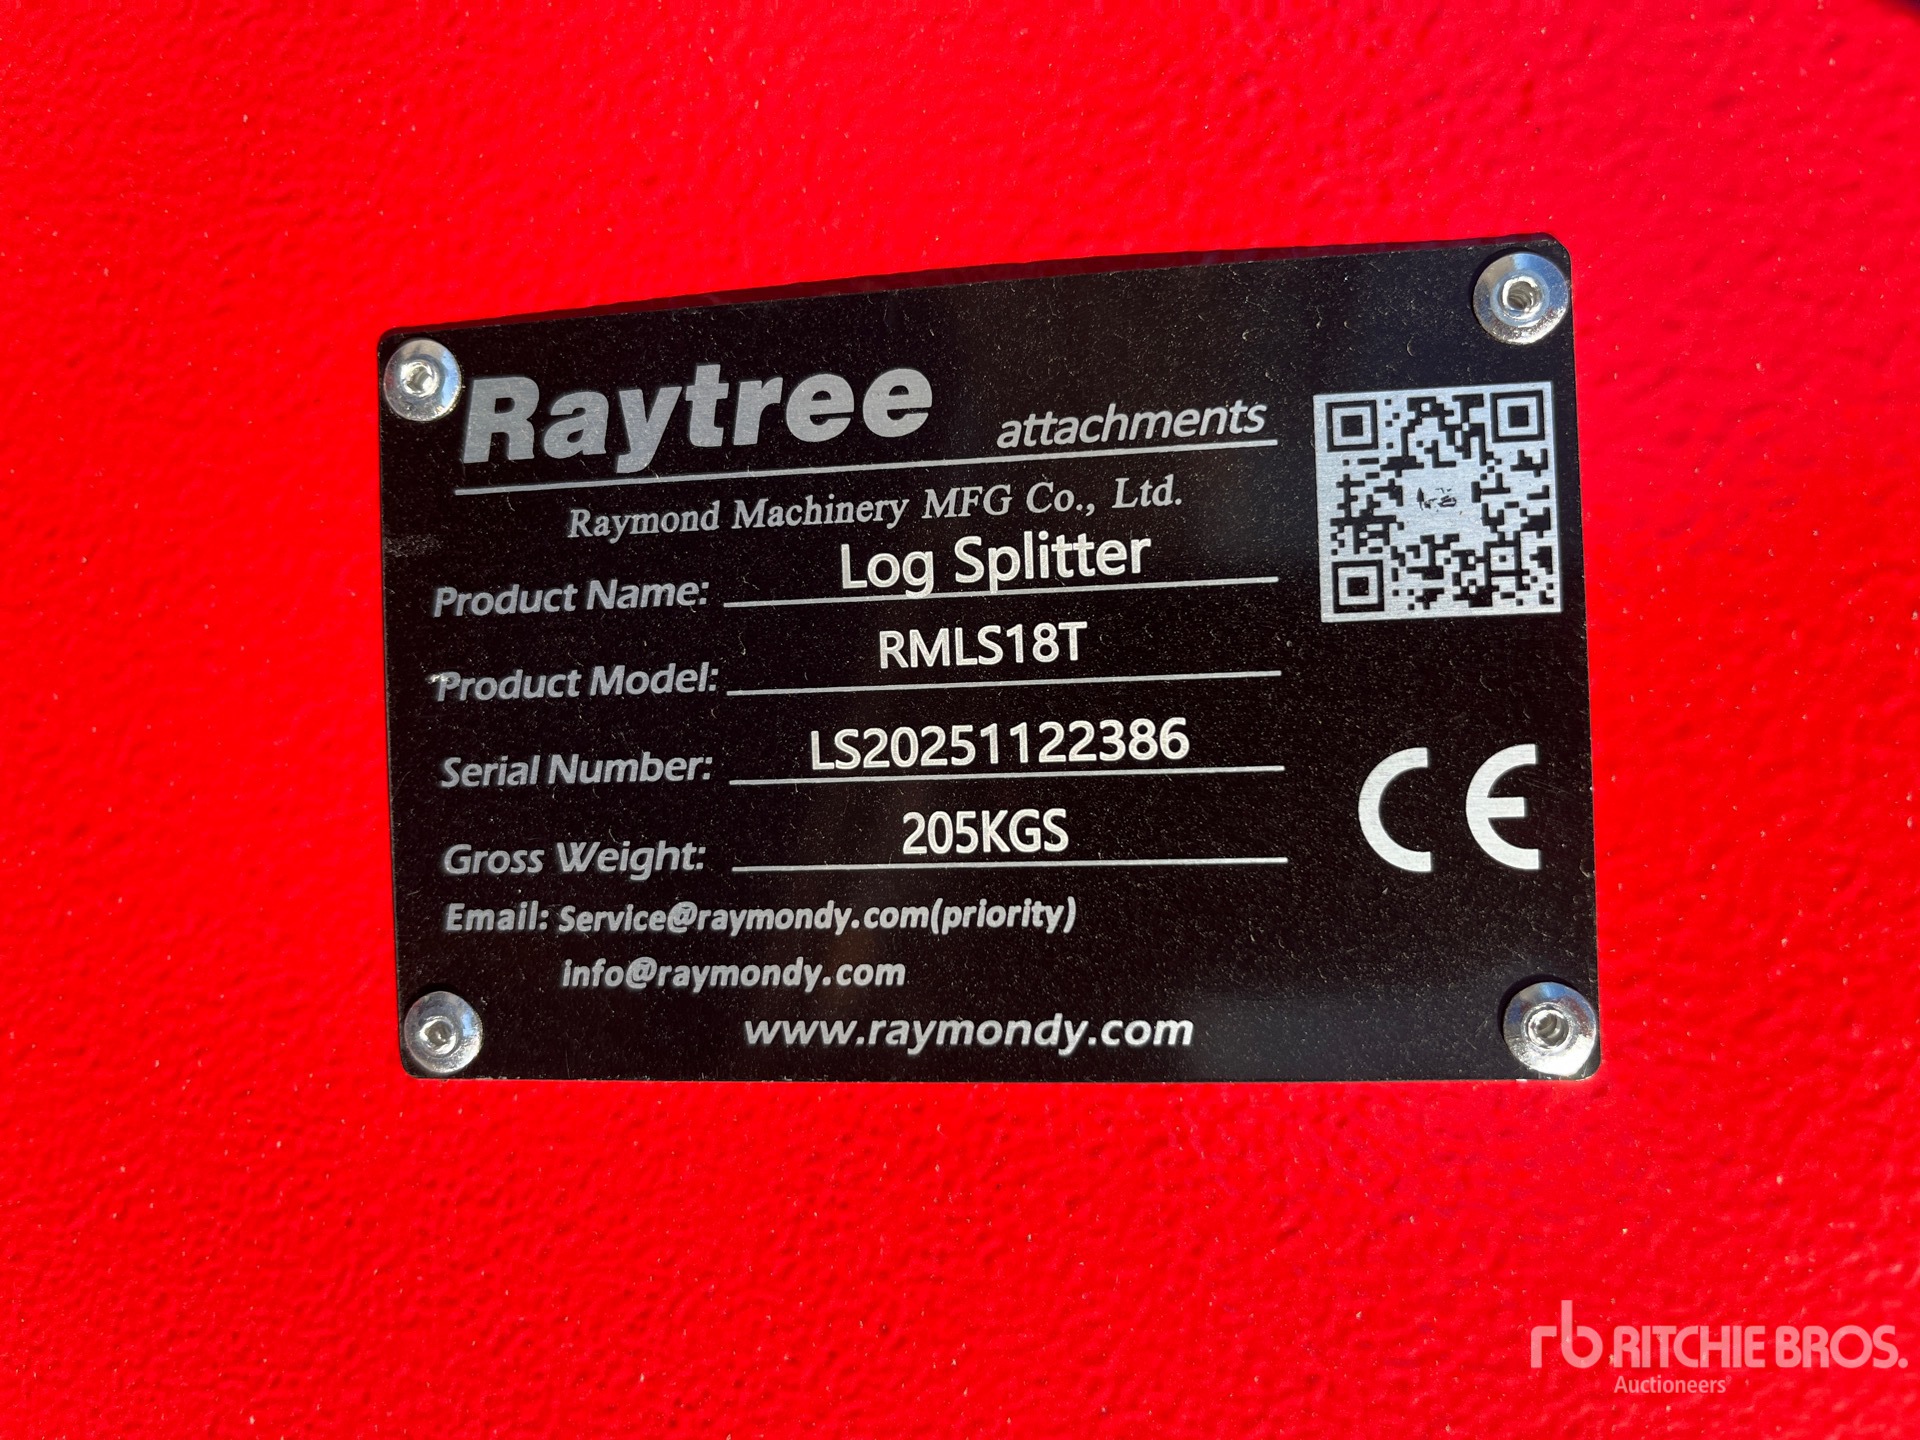 Raytree attachments
Raymond Machinery MFG Co., Ltd.
Product Name: Log Splitter
Product Model: RMLS18T
Serial Number: LS20251122386
Gross Weight: 205KGS
Email: Service@raymondy.com(priority)
info@raymondy.com
www.raymondy.com
CE
rb RITCHIE BROS.
Auctioneers